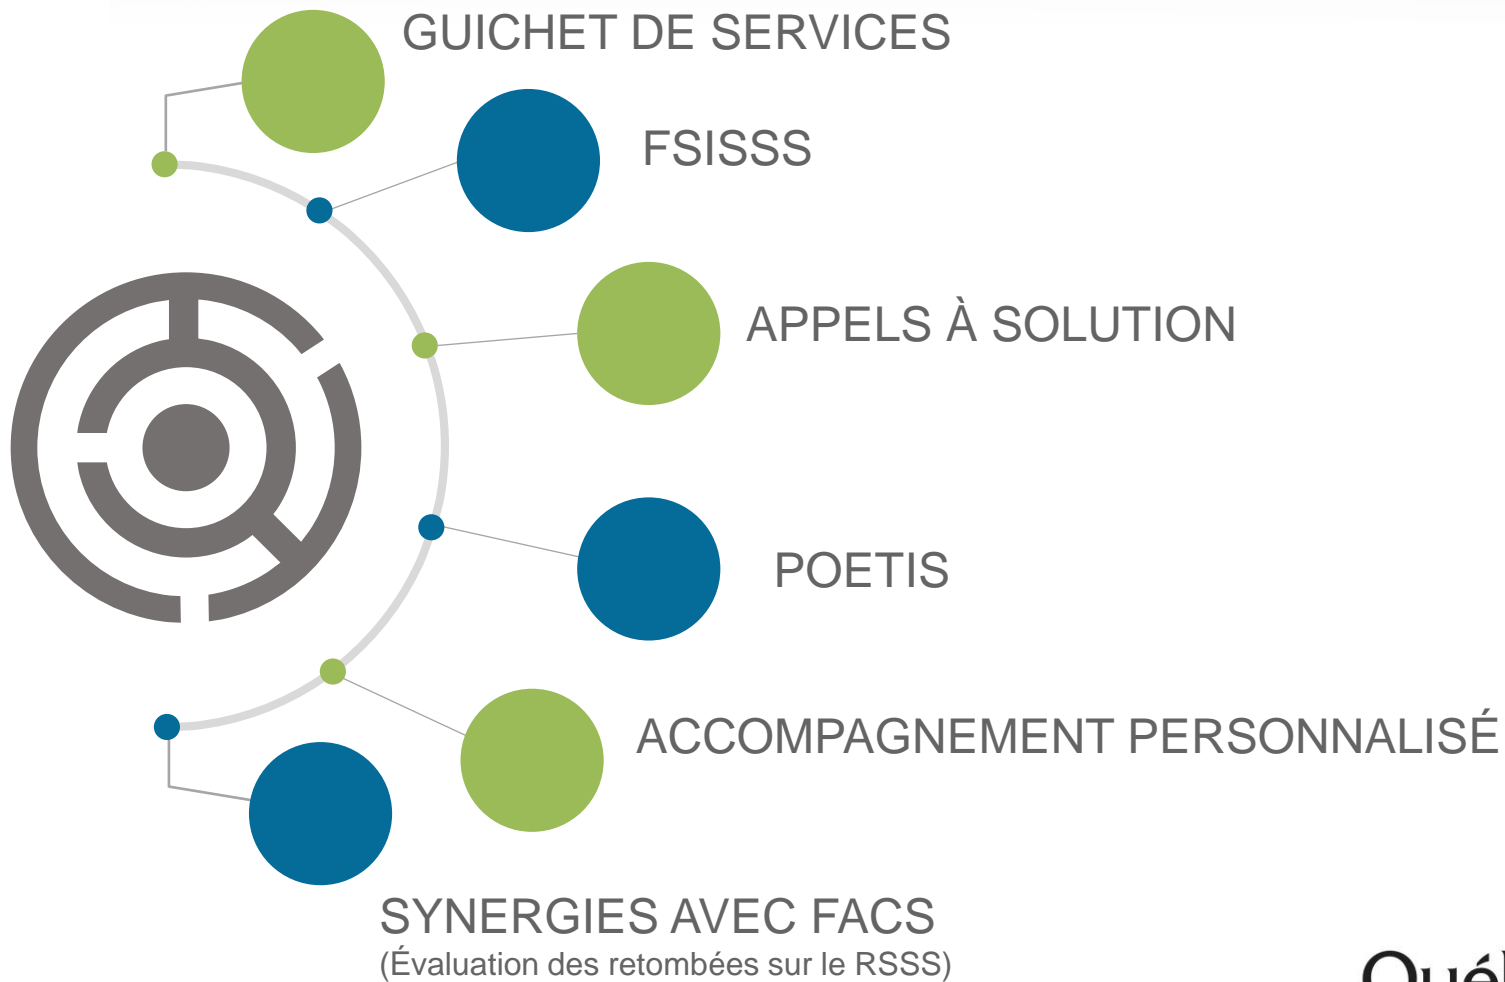 GUICHET DE SERVICES
FSISSS
APPELS À SOLUTION
POETIS
ACCOMPAGNEMENT PERSONNALISÉ
SYNERGIES AVEC FACS
(Évaluation des retombées sur le RSSS)